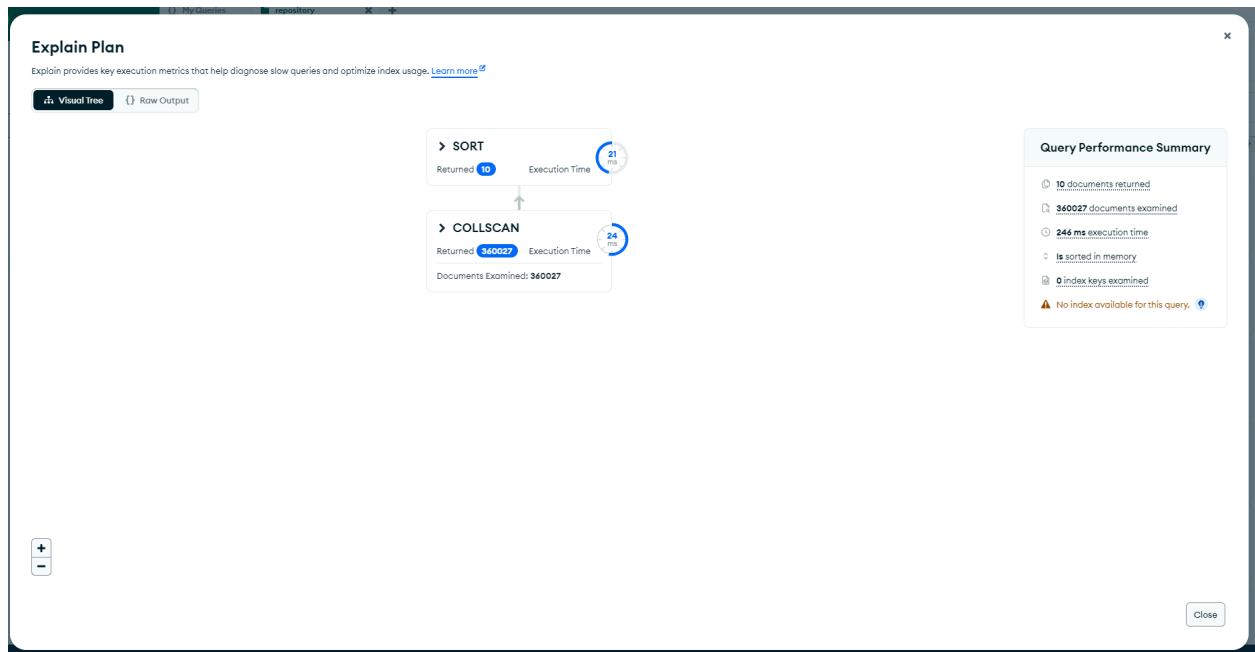 {} My Queries repository
Explain Plan
Explain provides key execution metrics that help diagnose slow queries and optimize index usage. Learn more
Visual Tree {} Raw Output
SORT
Returned 10 Execution Time 21 ms
COLLSCAN
Returned 360027 Execution Time 24 ms
Documents Examined: 360027
Query Performance Summary
10 documents returned
360027 documents examined
246 ms execution time
Is sorted in memory
0 index keys examined
No index available for this query.
Close